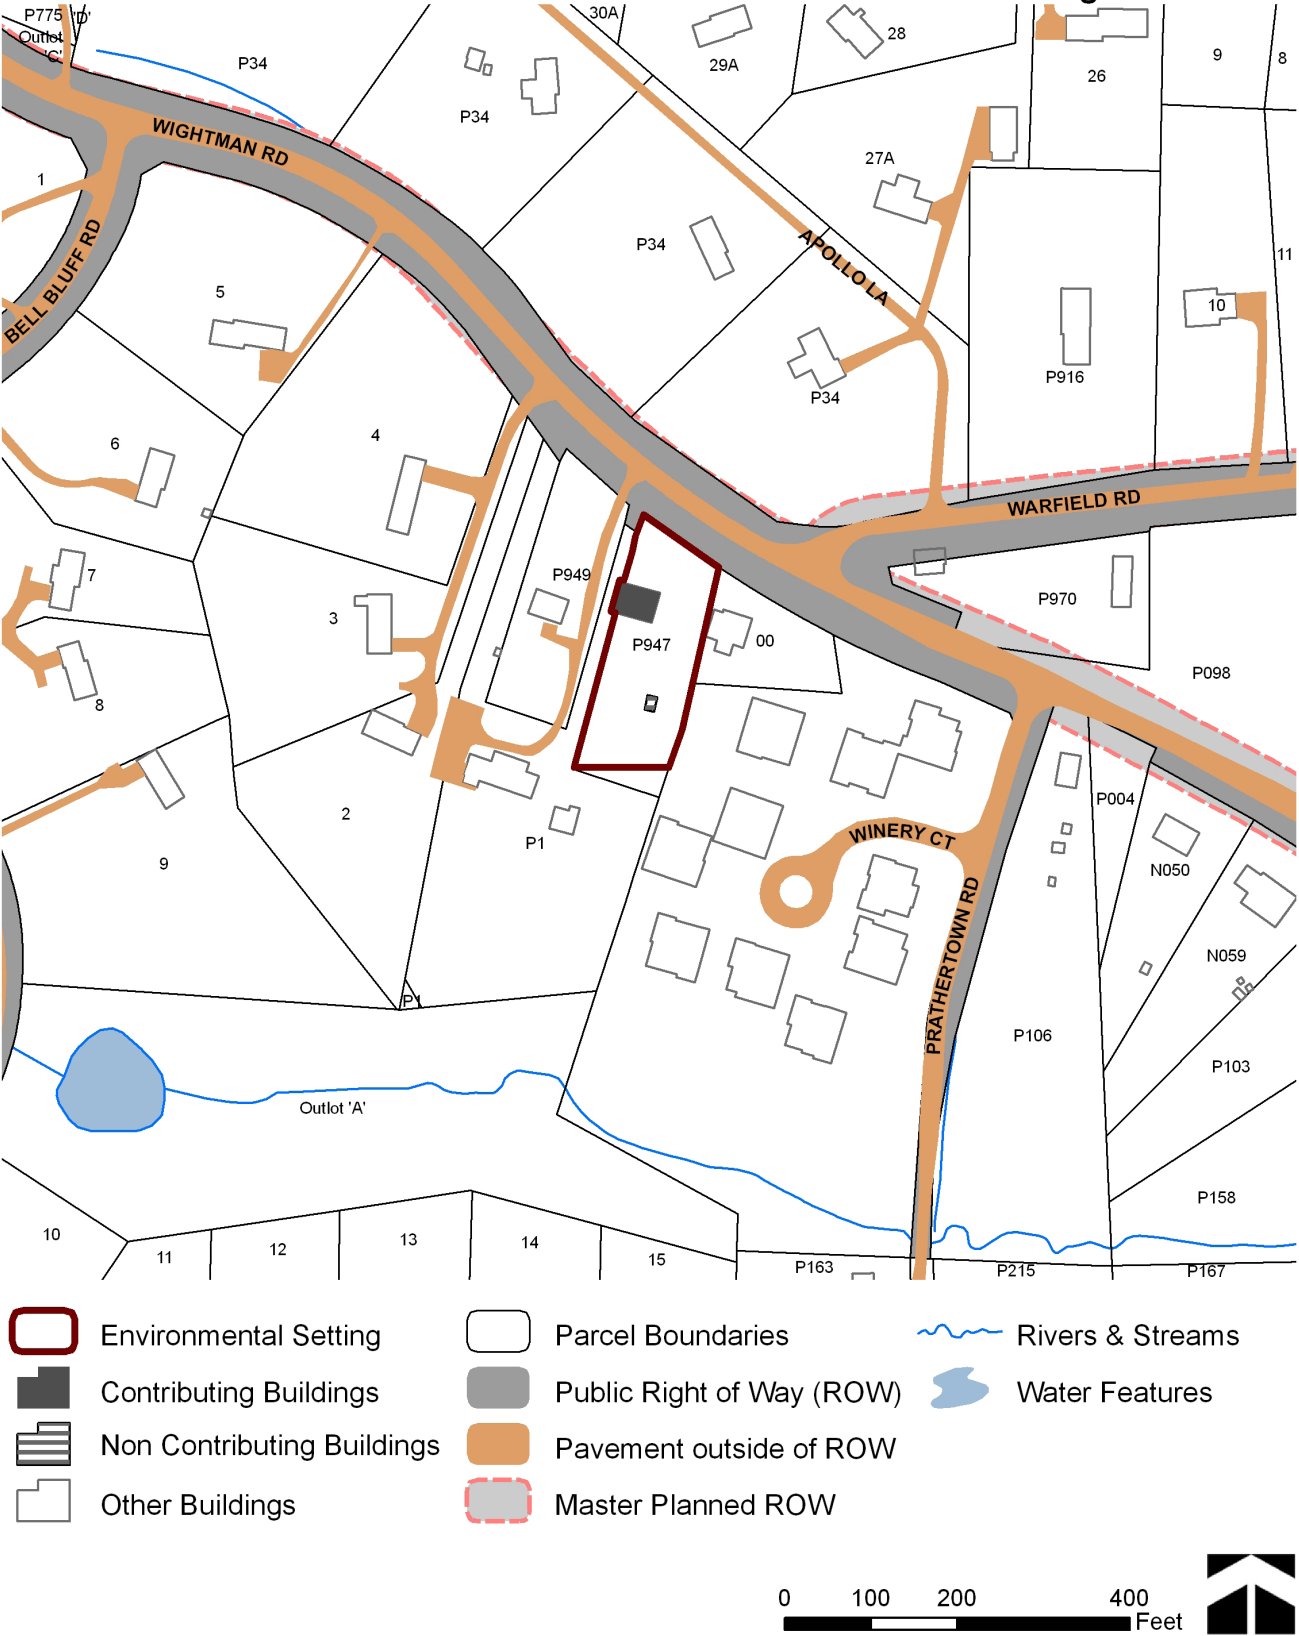 P775 'D'
Outlot
'C'
30A
28
29A
26
9
8
P34
P34
WIGHTMAN RD
27A
1
BELL BLUFF RD
P34
APOLLO LA
11
5
10
P916
P34
4
6
WARFIELD RD
7
P949
P970
3
P947
00
P098
8
P004
2
P1
WINERY CT
9
N050
PRATHERTOWN RD
N059
P1
P106
P103
Outlot 'A'
P158
10
11
12
13
14
15
P163
P215
P167
Environmental Setting
Parcel Boundaries
Rivers & Streams
Contributing Buildings
Public Right of Way (ROW)
Water Features
Non Contributing Buildings
Pavement outside of ROW
Other Buildings
Master Planned ROW
0 100 200 400
Feet